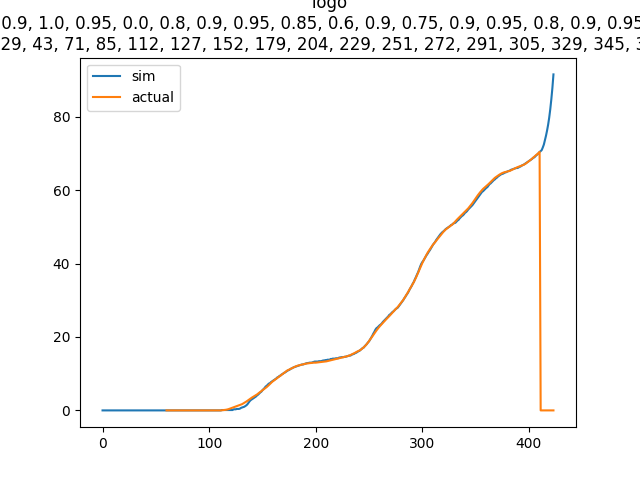 Togo
0.9, 1.0, 0.95, 0.0, 0.8, 0.9, 0.95, 0.85, 0.6, 0.9, 0.75, 0.9, 0.95, 0.8, 0.9, 0.95
29, 43, 71, 85, 112, 127, 152, 179, 204, 229, 251, 272, 291, 305, 329, 345, 3
sim
actual
80
60
40
20
0
0 100 200 300 400